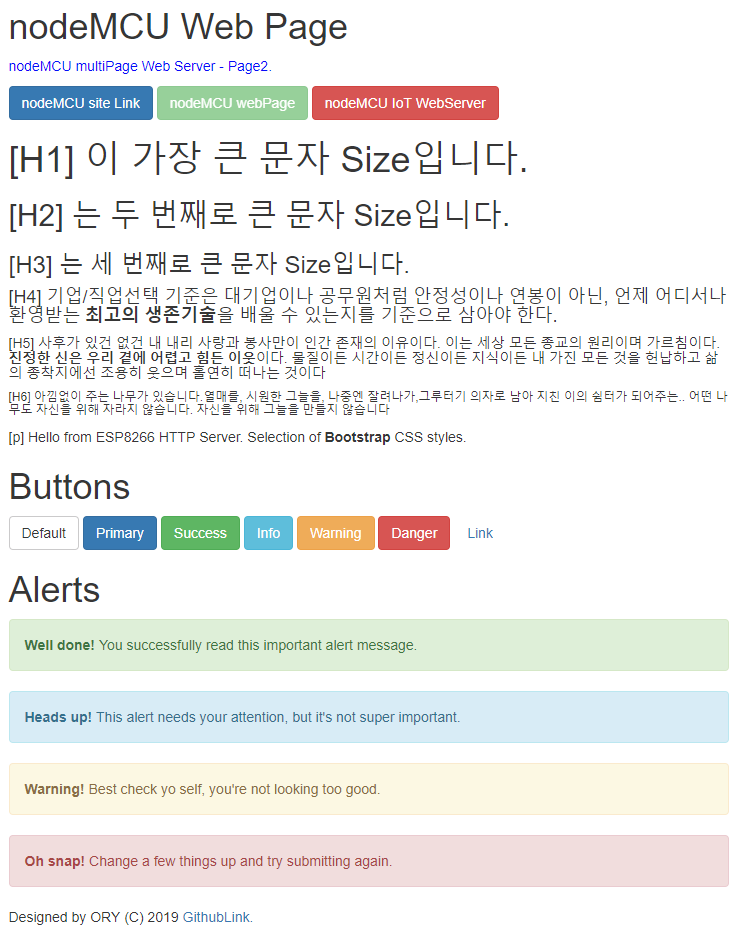 nodeMCU Web Page
nodeMCU multiPage Web Server - Page2.
nodeMCU site Link nodeMCU webPage nodeMCU IoT WebServer
[H1] 이 가장 큰 문자 Size입니다.
[H2] 는 두 번째로 큰 문자 Size입니다.
[H3] 는 세 번째로 큰 문자 Size입니다.
[H4] 기업/직업선택 기준은 대기업이나 공무원처럼 안정성이나 연봉이 아닌, 언제 어디서나
환영받는 최고의 생존기술을 배울 수 있는지를 기준으로 삼아야 한다.
[H5] 사후가 있건 없건 내 내리 사랑과 봉사만이 인간 존재의 이유이다. 이는 세상 모든 종교의 원리이며 가르침이다.
진정한 신은 우리 곁에 어렵고 힘든 이웃이다. 물질이든 시간이든 정신이든 지식이든 내 가진 모든 것을 헌납하고 삶
의 종착지에선 조용히 웃으며 홀연히 떠나는 것이다
[H6] 아낌없이 주는 나무가 있습니다.열매를, 시원한 그늘을, 나중엔 잘려나가,그루터기 의자로 남아 지친 이의 쉼터가 되어주는.. 어떤 나
무도 자신을 위해 자라지 않습니다. 자신을 위해 그늘을 만들지 않습니다
[p] Hello from ESP8266 HTTP Server. Selection of Bootstrap CSS styles.
Buttons
Default Primary Success Info Warning Danger Link
Alerts
Well done! You successfully read this important alert message.
Heads up! This alert needs your attention, but it's not super important.
Warning! Best check yo self, you're not looking too good.
Oh snap! Change a few things up and try submitting again.
Designed by ORY (C) 2019 GithubLink.